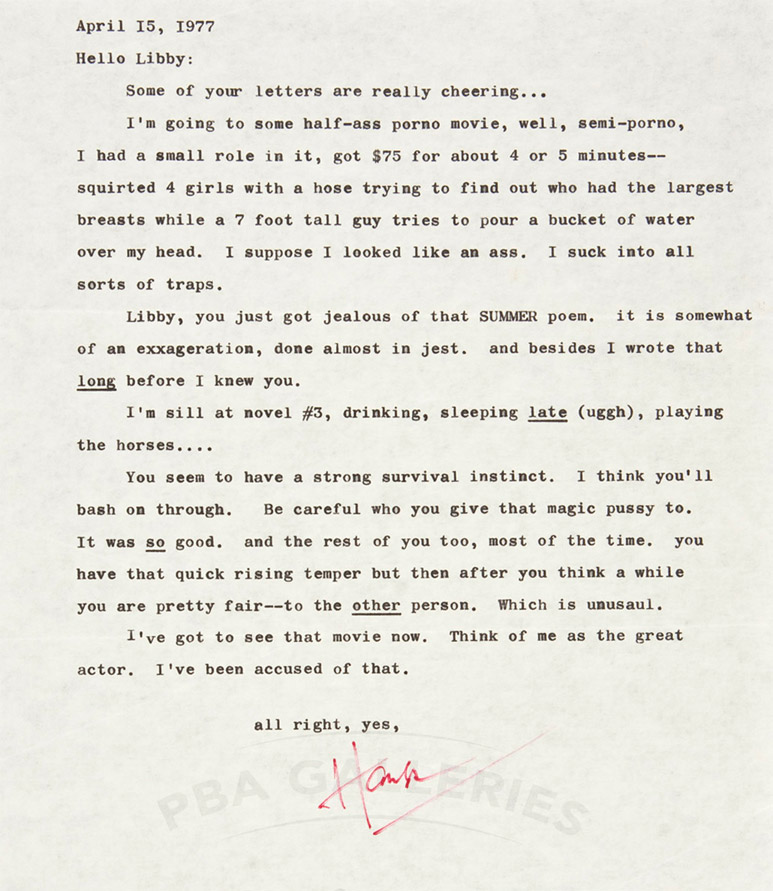 April I5, I977
Hello Libby:
Some of your letters are really cheering...
I'm going to some half-ass porno movie, well, semi-porno,
I had a small role in it, got $75 for about 4 or 5 minutes--
squirted 4 girls with a hose trying to find out who had the largest
breasts while a 7 foot tall guy tries to pour a bucket of water
over my head. I suppose I looked like an ass. I suck into all
sorts of traps.
Libby, you just got jealous of that SUMMER poem. it is somewhat
of an exxageration, done almost in jest. and besides I wrote that
long before I knew you.
I'm sill at novel #3, drinking, sleeping late (uggh), playing
the horses....
You seem to have a strong survival instinct. I think you'll
bash on through. Be careful who you give that magic pussy to.
It was so good. and the rest of you too, most of the time. you
have that quick rising temper but then after you think a while
you are pretty fair--to the other person. Which is unusaul.
I've got to see that movie now. Think of me as the great
actor. I've been accused of that.
all right, yes,
Hank
PBA GALLERIES